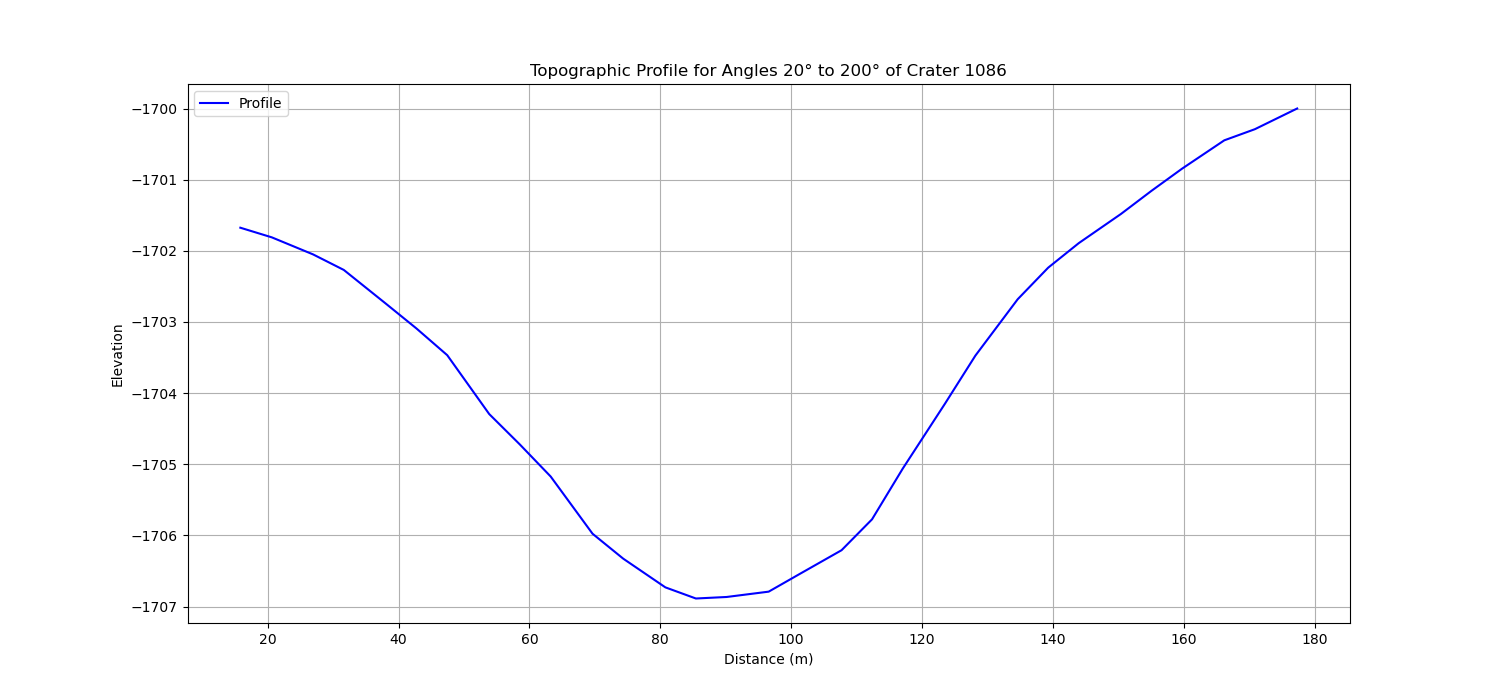 Topographic Profile for Angles 20° to 200° of Crater 1086
Profile
−1700
−1701
−1702
−1703
−1704
−1705
−1706
−1707
Elevation
20 40 60 80 100 120 140 160 180
Distance (m)